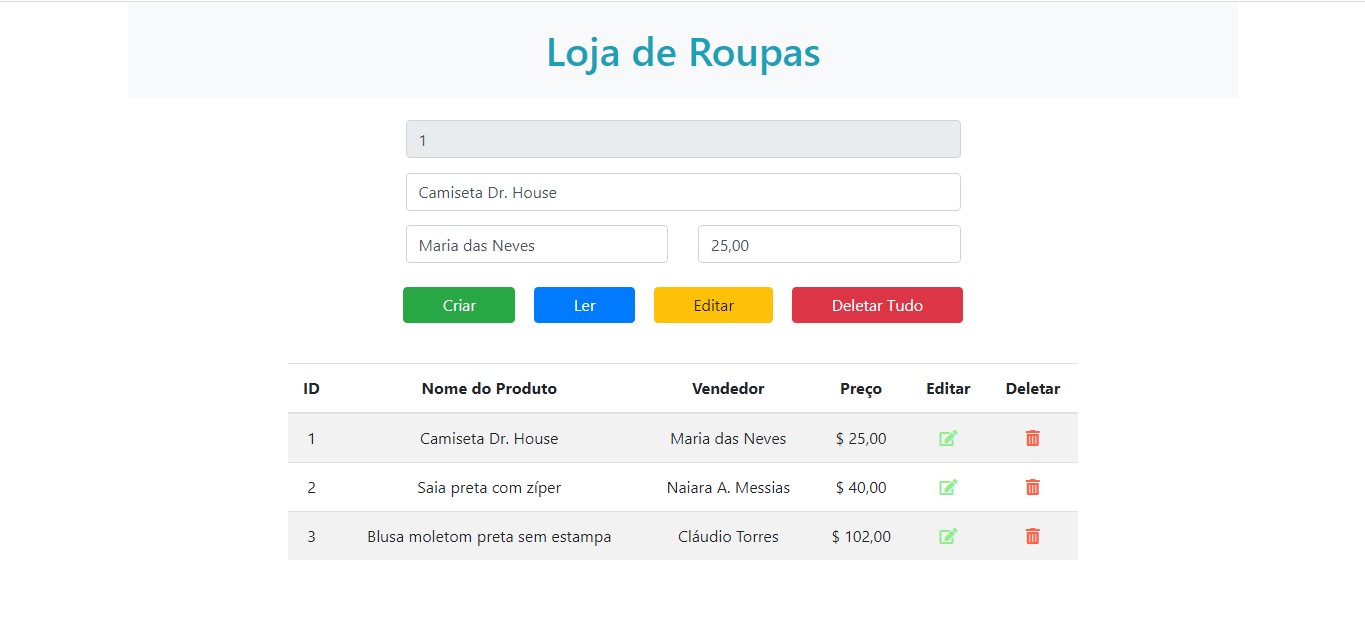 Loja de Roupas
1
Camiseta Dr. House
Maria das Neves 25,00
Criar Ler Editar Deletar Tudo
ID Nome do Produto Vendedor Preço Editar Deletar
1 Camiseta Dr. House Maria das Neves $ 25,00
2 Saia preta com zíper Naiara A. Messias $ 40,00
3 Blusa moletom preta sem estampa Cláudio Torres $ 102,00